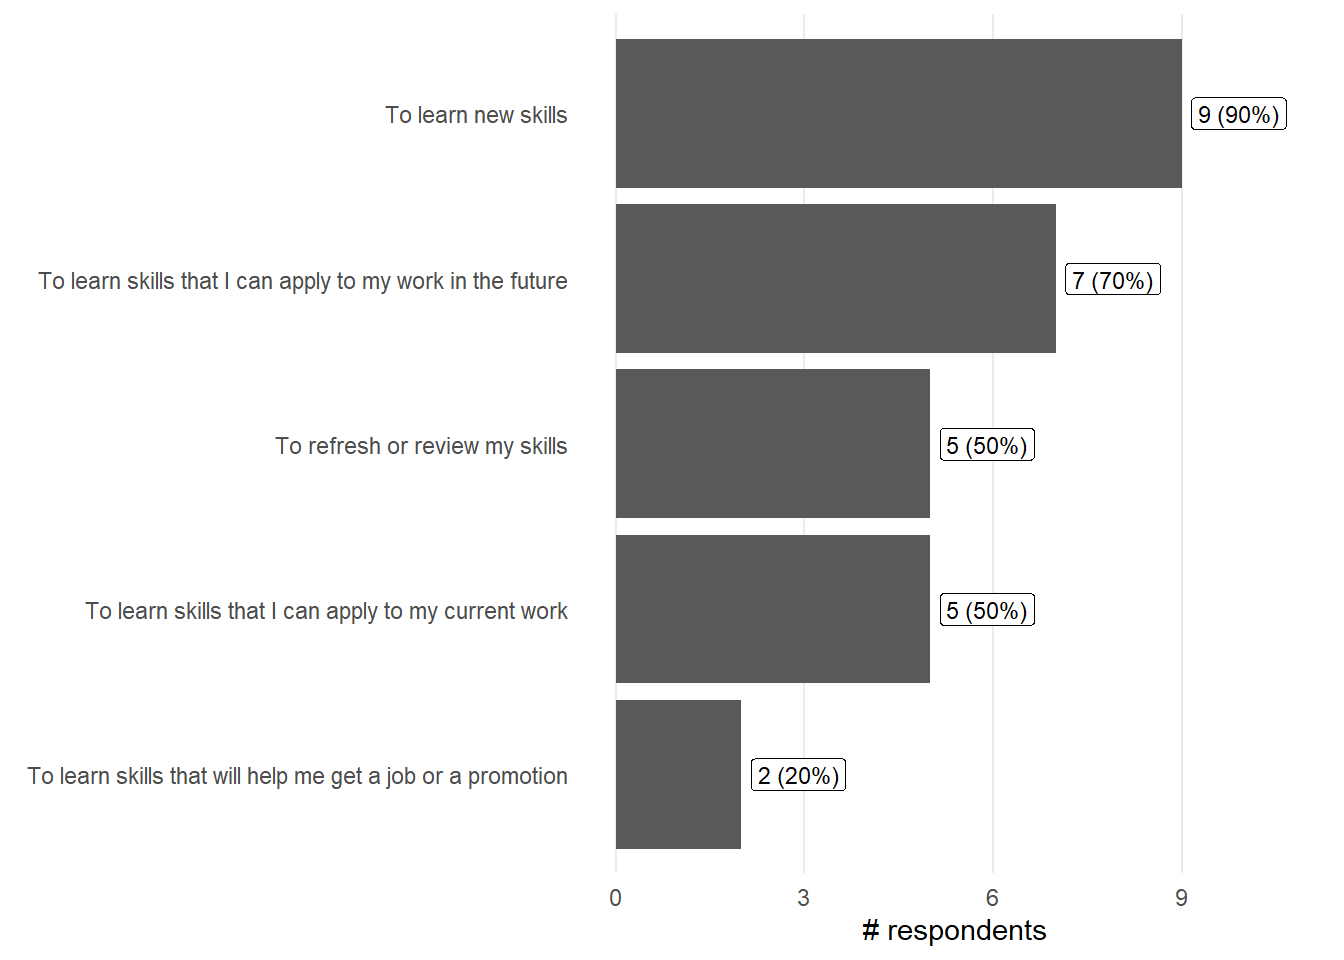 To learn new skills
9 (90%)
To learn skills that I can apply to my work in the future
7 (70%)
To refresh or review my skills
5 (50%)
To learn skills that I can apply to my current work
5 (50%)
To learn skills that will help me get a job or a promotion
2 (20%)
0 3 6 9
# respondents